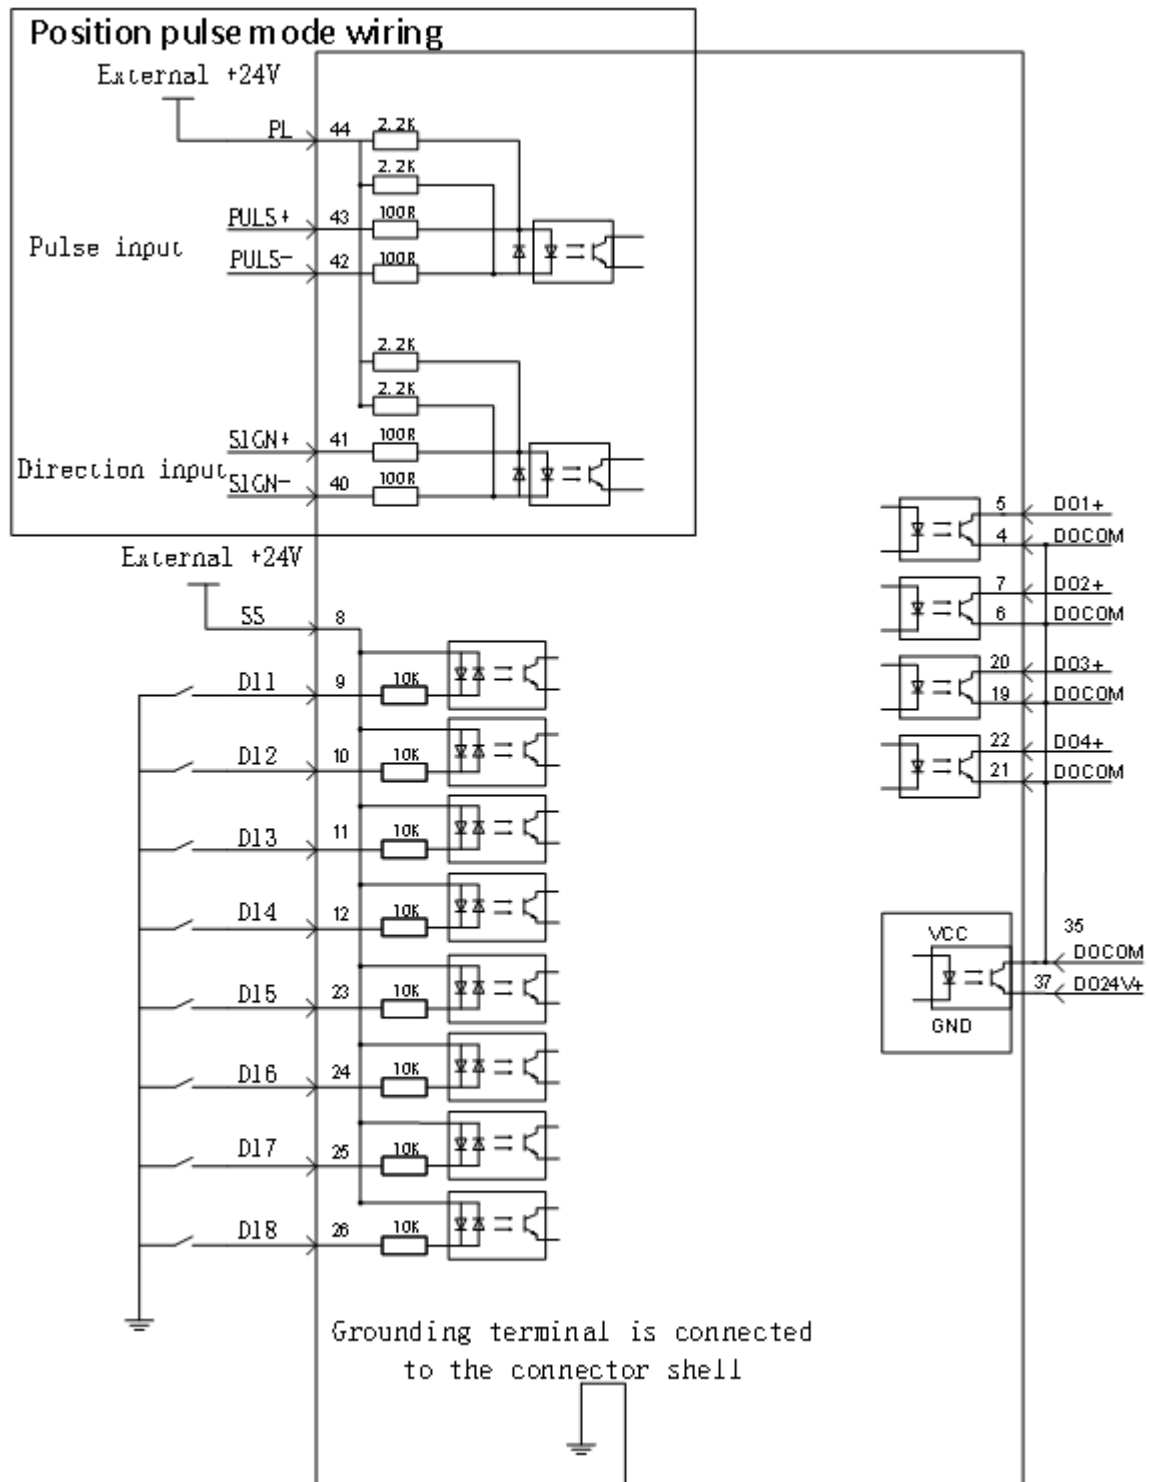 Position pulse mode wiring
External +24V
PL 44 2.2K
2.2K
PULS+ 43 100R
Pulse input
PULS- 42 100R
2.2K
2.2K
SIGN+ 41 100R
Direction input
SIGN- 40 100R
5 DO1+
4 DOCOM
7 DO2+
6 DOCOM
20 DO3+
19 DOCOM
22 DO4+
21 DOCOM
VCC
35
DOCOM
37 DO24V+
GND
External +24V
SS 8
DI1 9 10K
DI2 10 10K
DI3 11 10K
DI4 12 10K
DI5 23 10K
DI6 24 10K
DI7 25 10K
DI8 26 10K
Grounding terminal is connected
to the connector shell